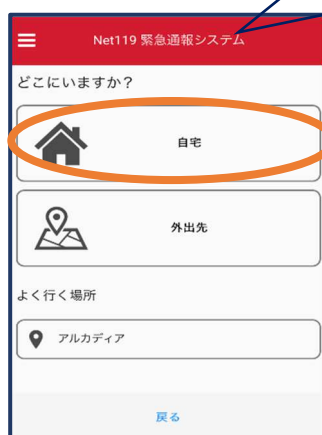 Net119 緊急通報システム
どこにいますか？
自宅
外出先
よく行く場所
アルカディア
戻る